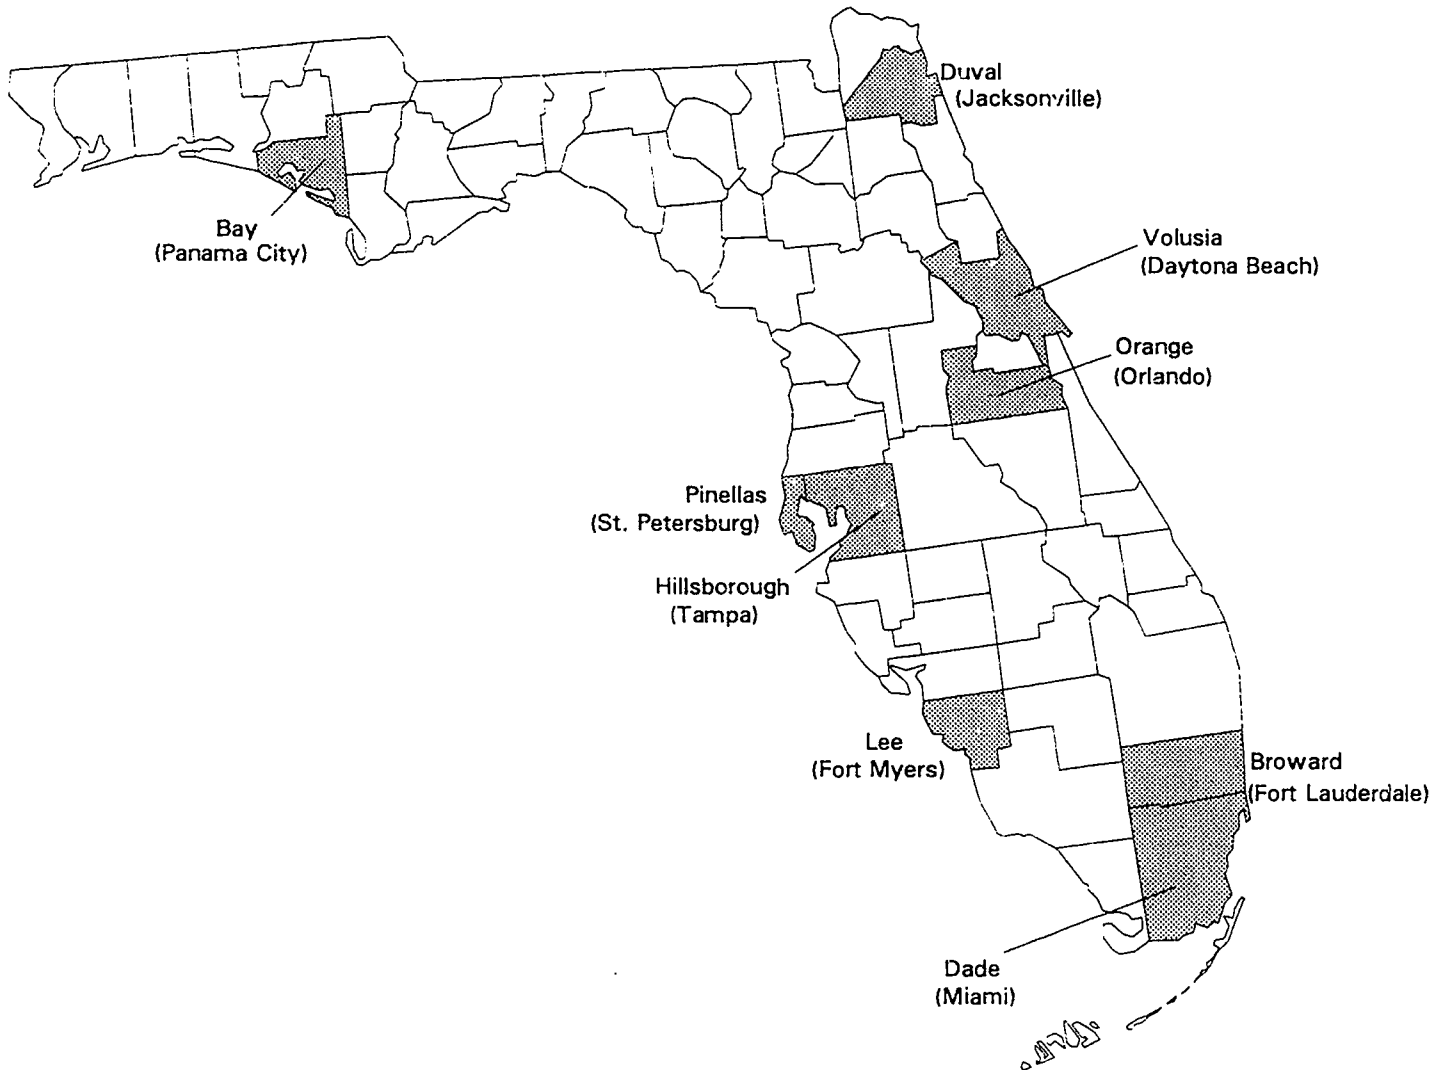 Duval
(Jacksonville)
Bay
(Panama City)
Volusia
(Daytona Beach)
Orange
(Orlando)
Pinellas
(St. Petersburg)
Hillsborough
(Tampa)
Lee
(Fort Myers)
Broward
(Fort Lauderdale)
Dade
(Miami)